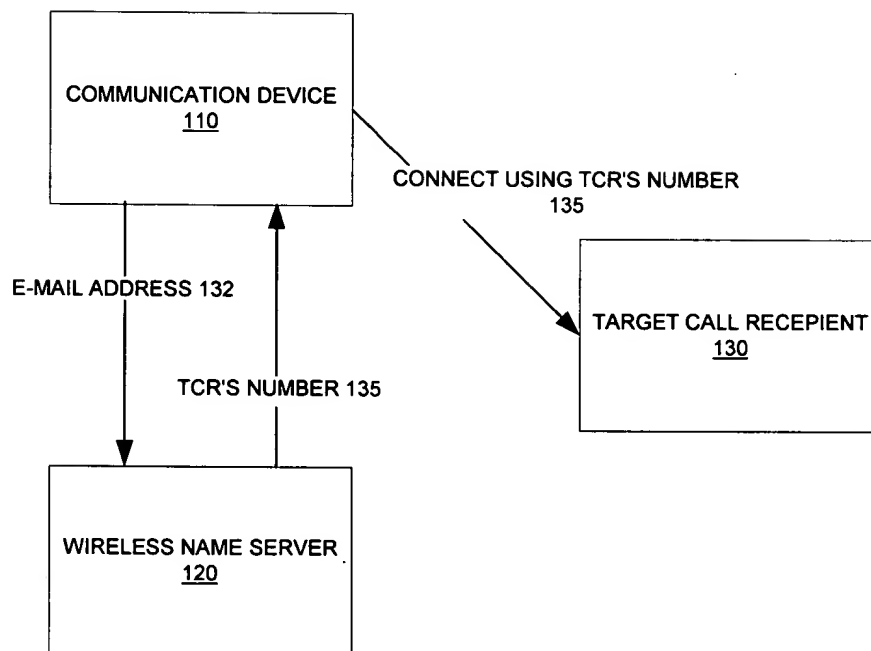 COMMUNICATION DEVICE
110
CONNECT USING TCR'S NUMBER
135
E-MAIL ADDRESS 132
TARGET CALL RECEPIENT
130
TCR'S NUMBER 135
WIRELESS NAME SERVER
120